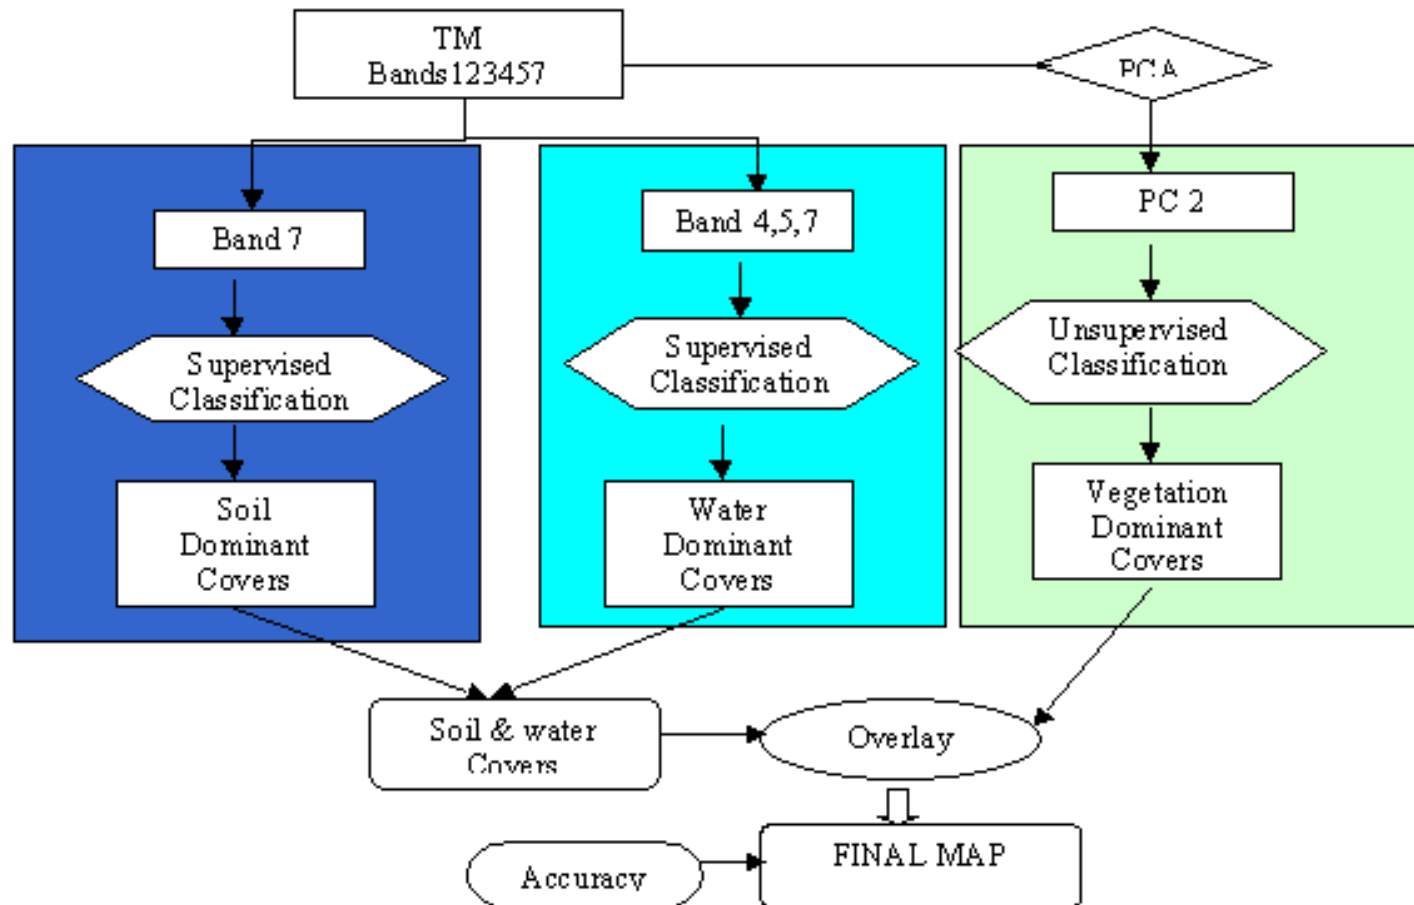 TM
Bands123457
PCA
Band 7
Band 4,5,7
PC 2
Supervised
Classification
Supervised
Classification
Unsupervised
Classification
Soil
Dominant
Covers
Water
Dominant
Covers
Vegetation
Dominant
Covers
Soil & water
Covers
Overlay
FINAL MAP
Accuracy